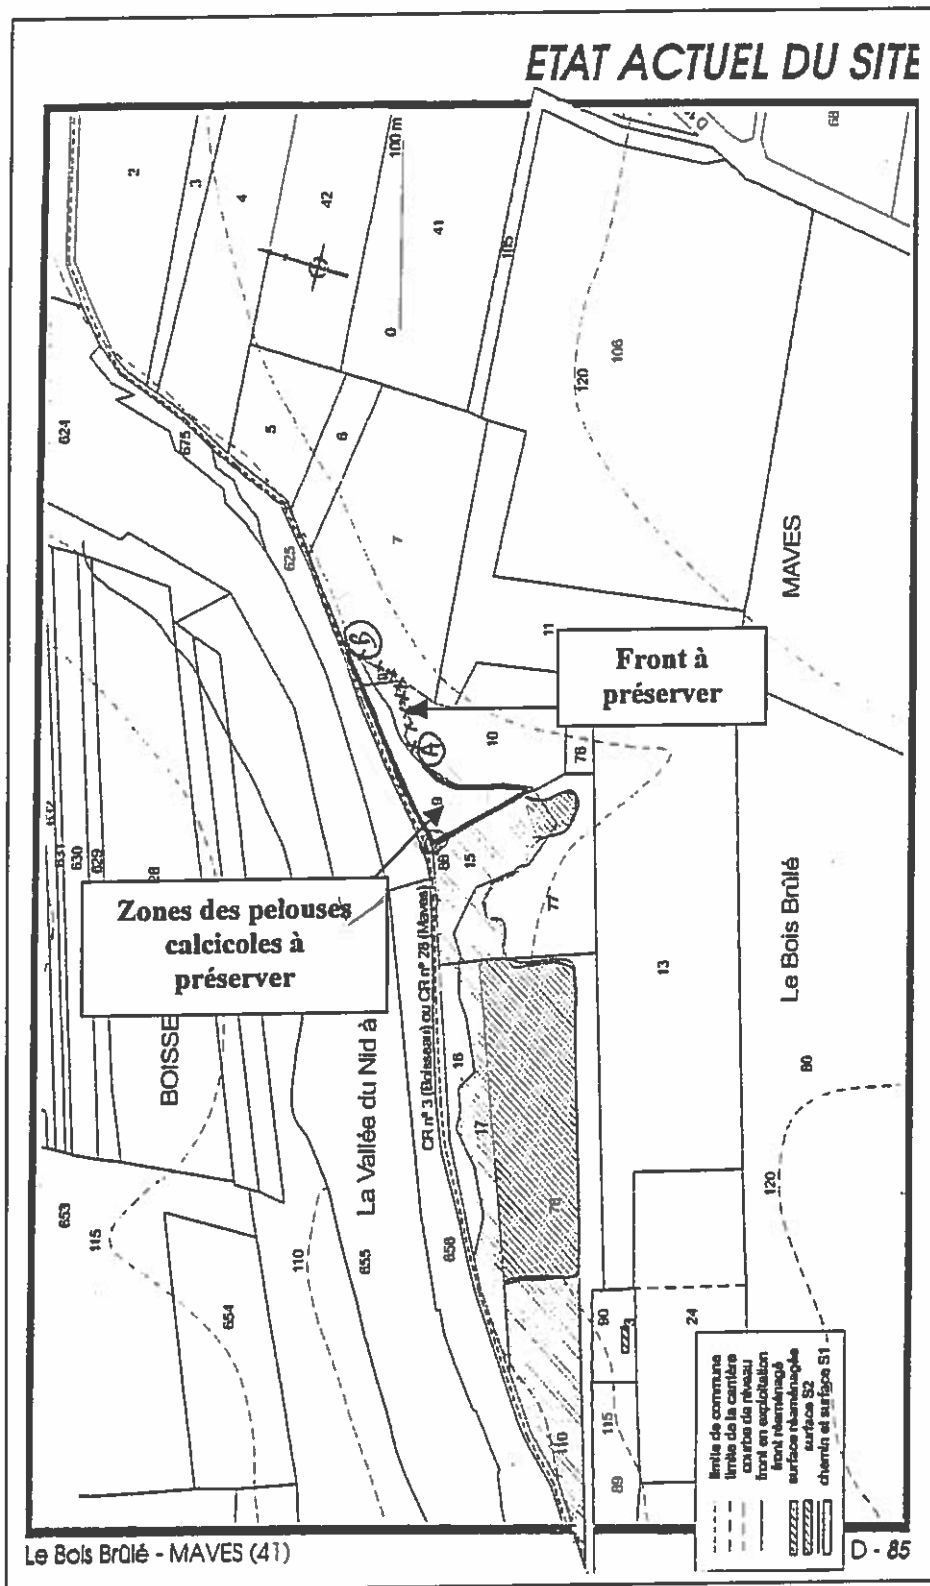 ETAT ACTUEL DU SITE
2
3
4
42
100 m
0
41
105
68
106
120
624
675
5
6
625
7
MAVES
B
11
Front à
préserver
10
A
78
9
88
15
77
632
631
630
629
28
Zones des pelouses
calcicoles à
préserver
BOISSE
La Vallée du Nid à
CR n° 3 (Boisseau) ou CR n° 28 (Maves)
16
17
76
13
Le Bois Brûlé
80
120
653
115
654
110
655
656
90
3
24
115
89
110
limite de commune
limite de la carrière
courbe de niveau
front en exploitation
front réaménagé
surface réaménagée
surface S2
chemin et surface S1
Le Bois Brûlé - MAVES (41)
D - 85